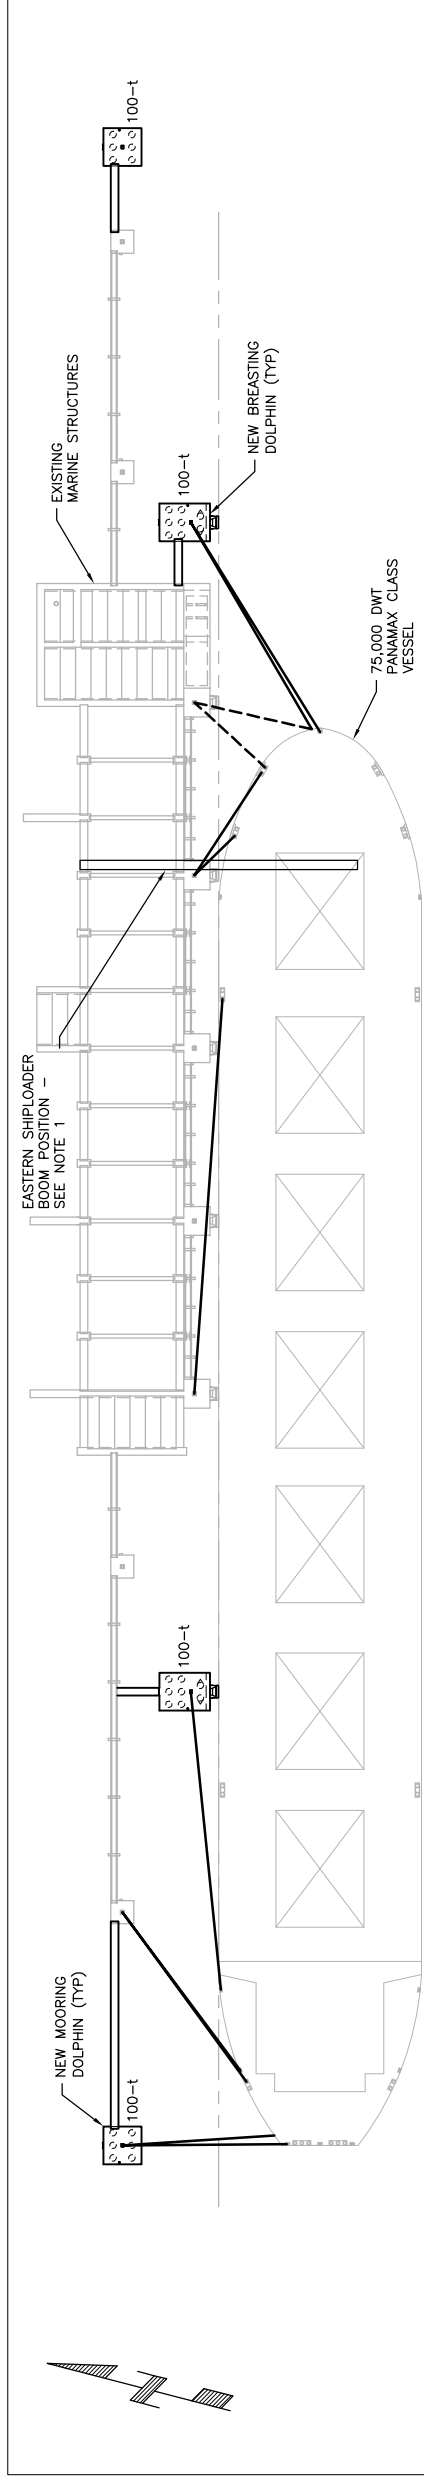 NEW MOORING
DOLPHIN (TYP)
100-t
100-t
EASTERN SHIPLOADER
BOOM POSITION –
SEE NOTE 1
EXISTING
MARINE STRUCTURES
100-t
NEW BREASTING
DOLPHIN (TYP)
75,000 DWT
PANAMAX CLASS
VESSEL
100-t